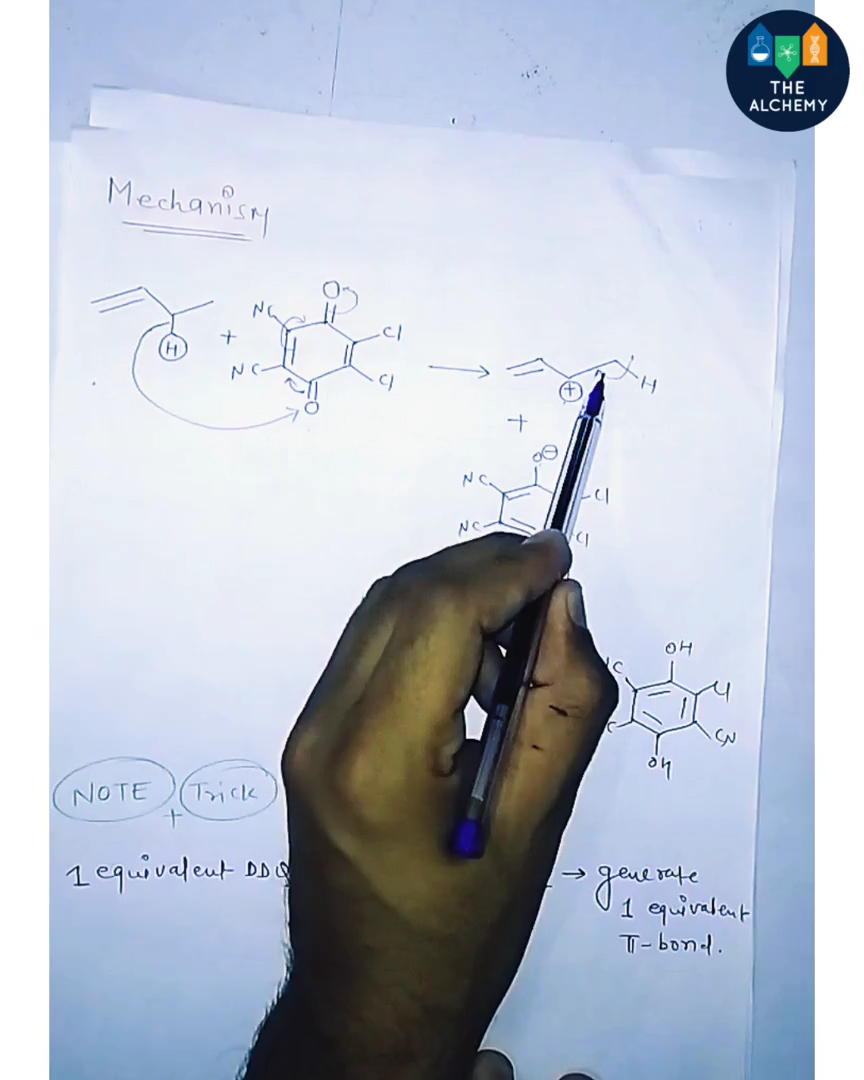 THE
ALCHEMY
Mechanism
H
+
NC
NC
O
O
Cl
Cl
+
H
+
O⊖
NC
NC
Cl
Cl
OH
C
Cl
C
CN
OH
NOTE
+
Trick
1 equivalent DDQ
→ generate
1 equivalent
π-bond.